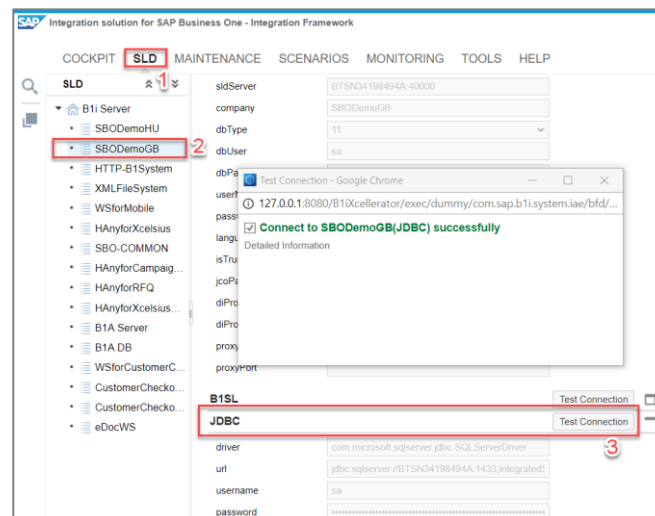 SAP Integration solution for SAP Business One - Integration Framework
COCKPIT SLD MAINTENANCE SCENARIOS MONITORING TOOLS HELP
1
SLD
B1i Server
SBODemoHU
SBODemoGB
2
HTTP-B1System
XMLFileSystem
WSforMobile
HAnyforXcelsius
SBO-COMMON
HAnyforCampaig...
HAnyforRFQ
HAnyforXcelsius...
B1A Server
B1A DB
WSforCustomerC...
CustomerChecko...
CustomerChecko...
eDocWS
sldServer BTSN34198494A:40000
company SBODemoGB
dbType 11
dbUser sa
dbPa
userN
passw
langu
isTru
jcoPa
diPro
diPro
proxy
proxyPort
Test Connection - Google Chrome
127.0.0.1:8080/B1iXcellerator/exec/dummy/com.sap.b1i.system.iae/bfd/...
Connect to SBODemoGB(JDBC) successfully
Detailed Information
B1SL Test Connection
JDBC Test Connection
3
driver com.microsoft.sqlserver.jdbc.SQLServerDriver
url jdbc:sqlserver://BTSN34198494A:1433;integratedS
username sa
password